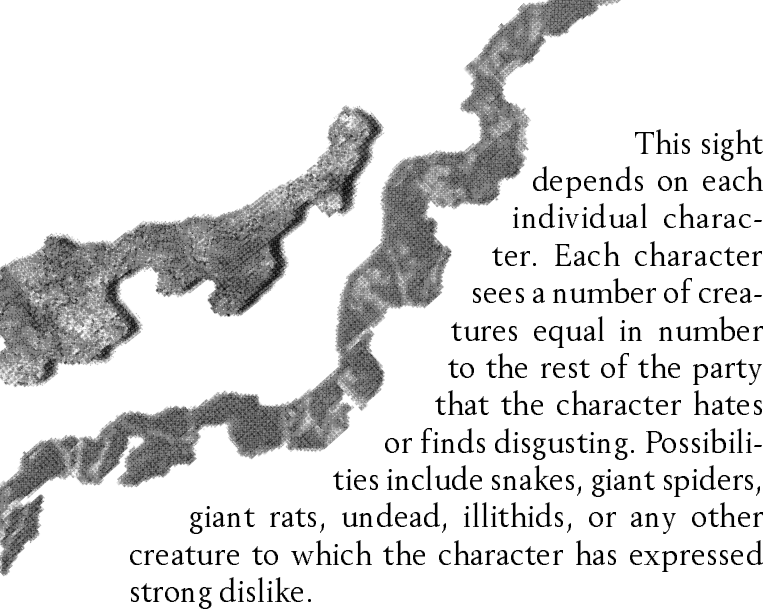 This sight
depends on each
individual charac-
ter. Each character
sees a number of crea-
tures equal in number
to the rest of the party
that the character hates
or finds disgusting. Possibili-
ties include snakes, giant spiders,
giant rats, undead, illithids, or any other
creature to which the character has expressed
strong dislike.